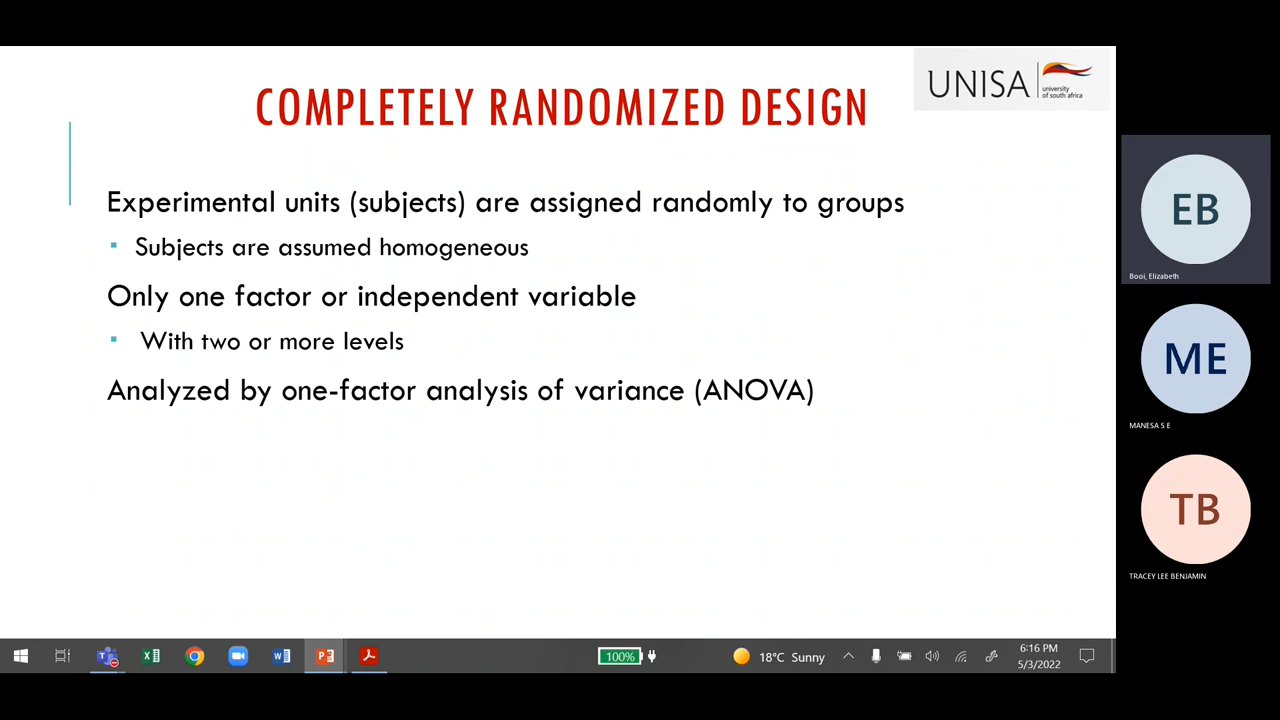 COMPLETELY RANDOMIZED DESIGN
UNISA
university
of south africa
Experimental units (subjects) are assigned randomly to groups
Subjects are assumed homogeneous
Only one factor or independent variable
With two or more levels
Analyzed by one-factor analysis of variance (ANOVA)
EB
Booi, Elizabeth
ME
MANESA S E
TB
TRACEY LEE BENJAMIN
100%
18°C Sunny
6:16 PM
5/3/2022